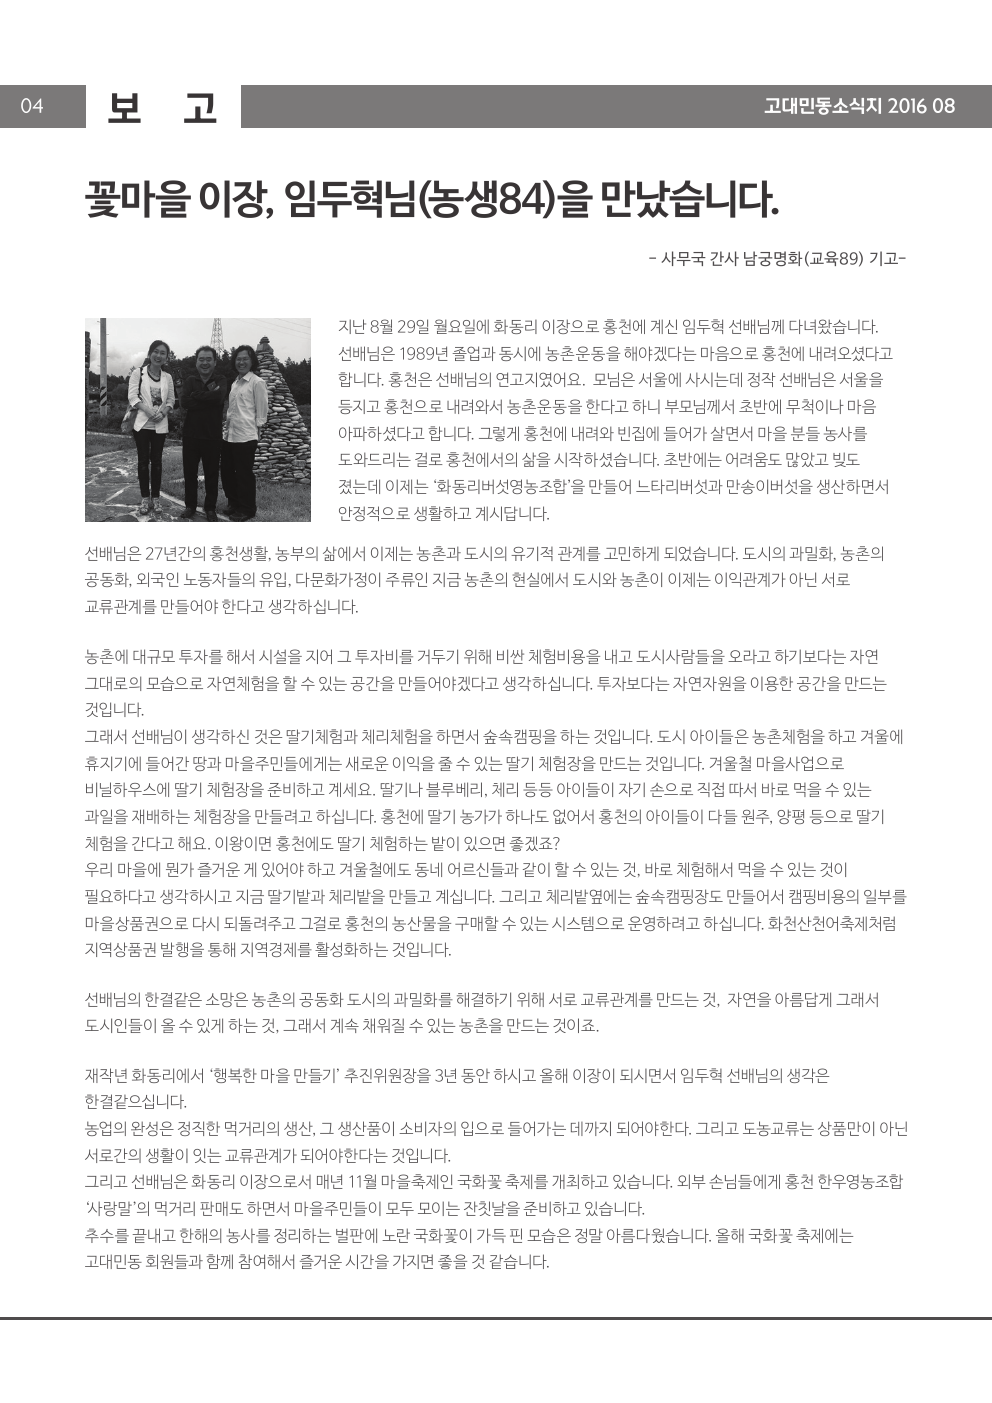 04
보 고
고대민동소식지 2016 08
꽃마을 이장, 임두혁님(농생84)을 만났습니다.
- 사무국 간사 남궁명화(교육89) 기고-
지난 8월 29일 월요일에 화동리 이장으로 홍천에 계신 임두혁 선배님께 다녀왔습니다.
선배님은 1989년 졸업과 동시에 농촌운동을 해야겠다는 마음으로 홍천에 내려오셨다고
합니다. 홍천은 선배님의 연고지였어요. 모님은 서울에 사시는데 정작 선배님은 서울을
등지고 홍천으로 내려와서 농촌운동을 한다고 하니 부모님께서 초반에 무척이나 마음
아파하셨다고 합니다. 그렇게 홍천에 내려와 빈집에 들어가 살면서 마을 분들 농사를
도와드리는 걸로 홍천에서의 삶을 시작하셨습니다. 초반에는 어려움도 많았고 빚도
졌는데 이제는 ‘화동리버섯영농조합’을 만들어 느타리버섯과 만송이버섯을 생산하면서
안정적으로 생활하고 계시답니다.
선배님은 27년간의 홍천생활, 농부의 삶에서 이제는 농촌과 도시의 유기적 관계를 고민하게 되었습니다. 도시의 과밀화, 농촌의
공동화, 외국인 노동자들의 유입, 다문화가정이 주류인 지금 농촌의 현실에서 도시와 농촌이 이제는 이익관계가 아닌 서로
교류관계를 만들어야 한다고 생각하십니다.
농촌에 대규모 투자를 해서 시설을 지어 그 투자비를 거두기 위해 비싼 체험비용을 내고 도시사람들을 오라고 하기보다는 자연
그대로의 모습으로 자연체험을 할 수 있는 공간을 만들어야겠다고 생각하십니다. 투자보다는 자연자원을 이용한 공간을 만드는
것입니다.
그래서 선배님이 생각하신 것은 딸기체험과 체리체험을 하면서 숲속캠핑을 하는 것입니다. 도시 아이들은 농촌체험을 하고 겨울에
휴지기에 들어간 땅과 마을주민들에게는 새로운 이익을 줄 수 있는 딸기 체험장을 만드는 것입니다. 겨울철 마을사업으로
비닐하우스에 딸기 체험장을 준비하고 계세요. 딸기나 블루베리, 체리 등등 아이들이 자기 손으로 직접 따서 바로 먹을 수 있는
과일을 재배하는 체험장을 만들려고 하십니다. 홍천에 딸기 농가가 하나도 없어서 홍천의 아이들이 다들 원주, 양평 등으로 딸기
체험을 간다고 해요. 이왕이면 홍천에도 딸기 체험하는 밭이 있으면 좋겠죠?
우리 마을에 뭔가 즐거운 게 있어야 하고 겨울철에도 동네 어르신들과 같이 할 수 있는 것, 바로 체험해서 먹을 수 있는 것이
필요하다고 생각하시고 지금 딸기밭과 체리밭을 만들고 계십니다. 그리고 체리밭옆에는 숲속캠핑장도 만들어서 캠핑비용의 일부를
마을상품권으로 다시 되돌려주고 그걸로 홍천의 농산물을 구매할 수 있는 시스템으로 운영하려고 하십니다. 화천산천어축제처럼
지역상품권 발행을 통해 지역경제를 활성화하는 것입니다.
선배님의 한결같은 소망은 농촌의 공동화 도시의 과밀화를 해결하기 위해 서로 교류관계를 만드는 것, 자연을 아름답게 그래서
도시인들이 올 수 있게 하는 것, 그래서 계속 채워질 수 있는 농촌을 만드는 것이죠.
재작년 화동리에서 ‘행복한 마을 만들기’ 추진위원장을 3년 동안 하시고 올해 이장이 되시면서 임두혁 선배님의 생각은
한결같으십니다.
농업의 완성은 정직한 먹거리의 생산, 그 생산품이 소비자의 입으로 들어가는 데까지 되어야한다. 그리고 도농교류는 상품만이 아닌
서로간의 생활이 잇는 교류관계가 되어야한다는 것입니다.
그리고 선배님은 화동리 이장으로서 매년 11월 마을축제인 국화꽃 축제를 개최하고 있습니다. 외부 손님들에게 홍천 한우영농조합
‘사랑말’의 먹거리 판매도 하면서 마을주민들이 모두 모이는 잔칫날을 준비하고 있습니다.
추수를 끝내고 한해의 농사를 정리하는 벌판에 노란 국화꽃이 가득 핀 모습은 정말 아름다웠습니다. 올해 국화꽃 축제에는
고대민동 회원들과 함께 참여해서 즐거운 시간을 가지면 좋을 것 같습니다.